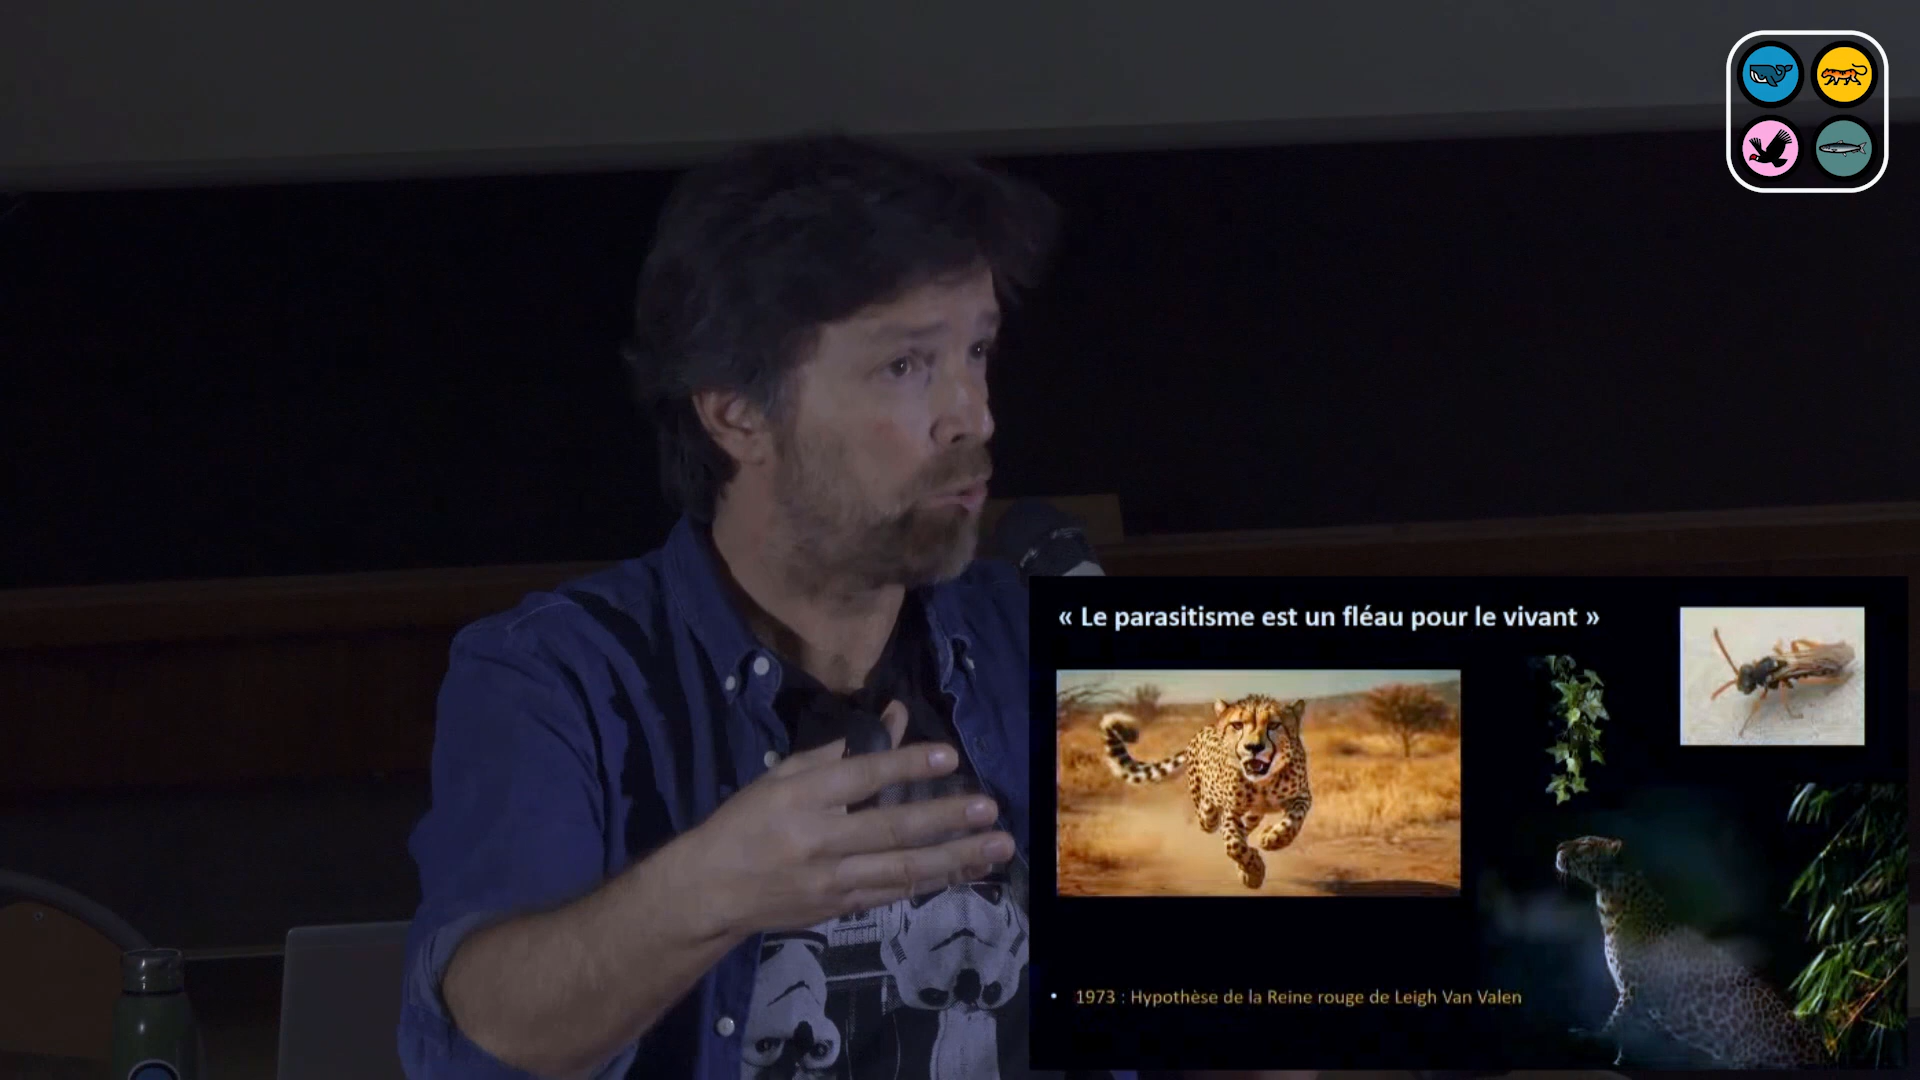 « Le parasitisme est un fléau pour le vivant »
• 1973 : Hypothèse de la Reine rouge de Leigh Van Valen